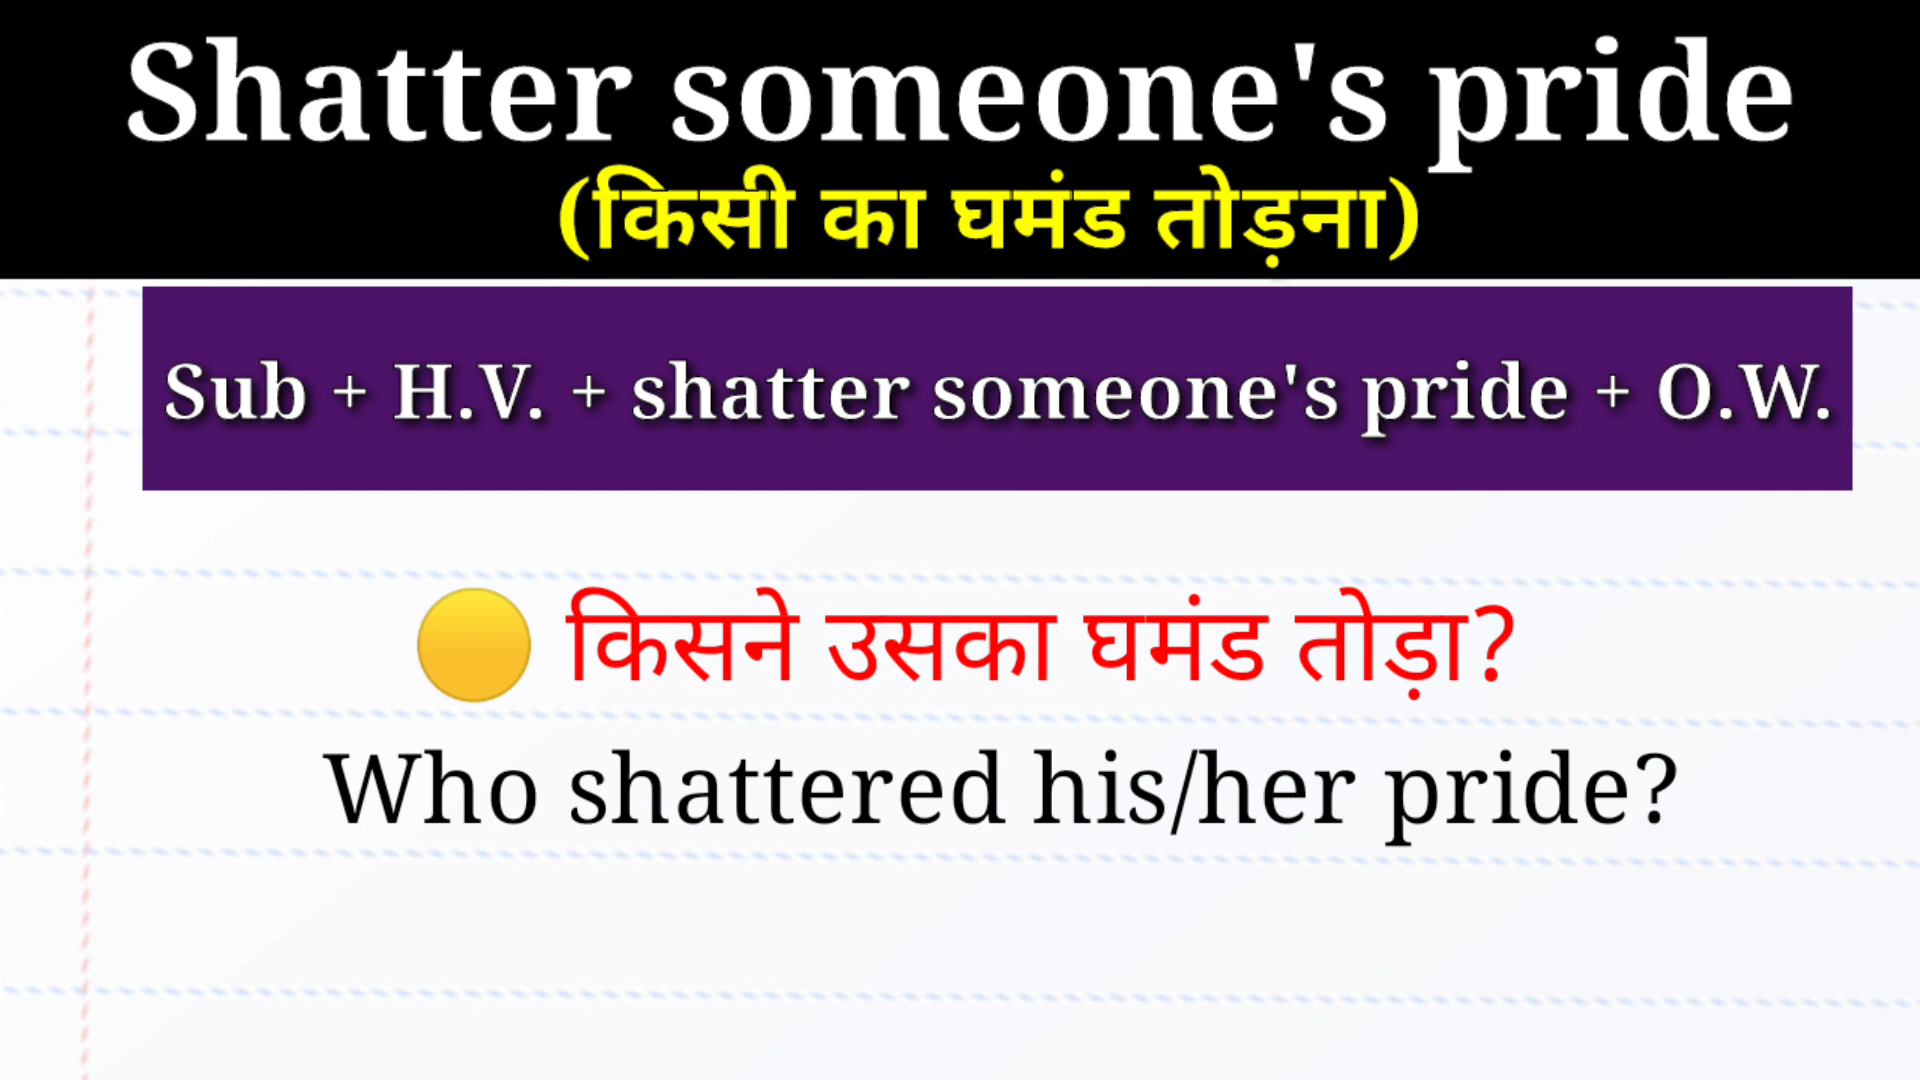 Shatter someone's pride
(किसी का घमंड तोड़ना)
Sub + H.V. + shatter someone's pride + O.W.
किसने उसका घमंड तोड़ा?
Who shattered his/her pride?